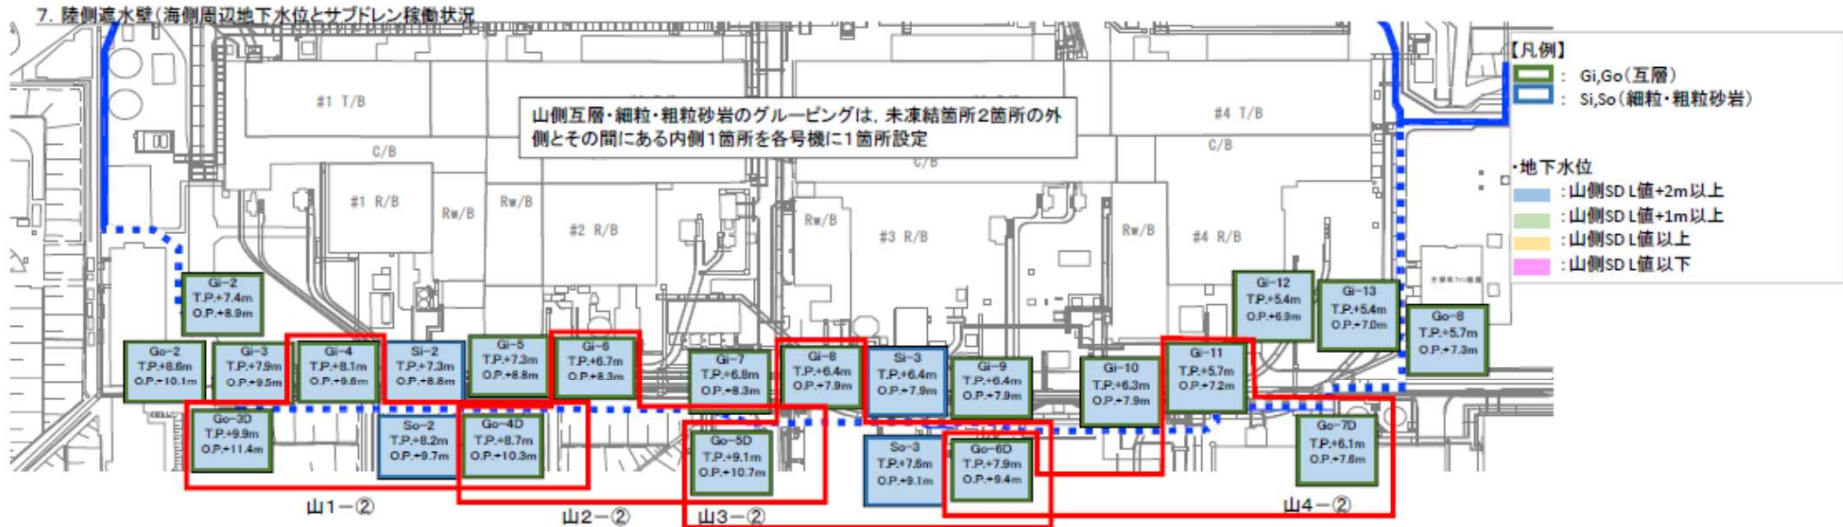 7. 陸側遮水壁(海側周辺地下水位とサブドレン稼働状況
【凡例】
: Gi,Go(互層)
: Si,So(細粒・粗粒砂岩)
・地下水位
:山側SD L値+2m以上
:山側SD L値+1m以上
:山側SD L値以上
:山側SD L値以下
山側互層・細粒・粗粒砂岩のグルーピングは, 未凍結箇所2箇所の外
側とその間にある内側1箇所を各号機に1箇所設定
#1 T/B
#4 T/B
C/B
C/B
C/B
#1 R/B
Rw/B
Rw/B
#2 R/B
Rw/B
#3 R/B
Rw/B
#4 R/B
Gi-2
T.P.+7.4m
O.P.+8.9m
Gi-12
T.P.+5.4m
O.P.+6.9m
Gi-13
T.P.+5.4m
O.P.+7.0m
Go-8
T.P.+5.7m
O.P.+7.3m
Go-2
T.P.+8.6m
O.P.+10.1m
Gi-3
T.P.+7.9m
O.P.+9.5m
Gi-4
T.P.+8.1m
O.P.+9.6m
Si-2
T.P.+7.3m
O.P.+8.8m
Gi-5
T.P.+7.3m
O.P.+8.8m
Gi-6
T.P.+6.7m
O.P.+8.3m
Gi-7
T.P.+6.8m
O.P.+8.3m
Gi-8
T.P.+6.4m
O.P.+7.9m
Si-3
T.P.+6.4m
O.P.+7.9m
Gi-9
T.P.+6.4m
O.P.+7.9m
Gi-10
T.P.+6.3m
O.P.+7.9m
Gi-11
T.P.+5.7m
O.P.+7.2m
Go-3D
T.P.+9.9m
O.P.+11.4m
So-2
T.P.+8.2m
O.P.+9.7m
Go-4D
T.P.+8.7m
O.P.+10.3m
Go-5D
T.P.+9.1m
O.P.+10.7m
So-3
T.P.+7.6m
O.P.+9.1m
Go-6D
T.P.+7.9m
O.P.+9.4m
Go-7D
T.P.+6.1m
O.P.+7.6m
山1-②
山2-②
山3-②
山4-②